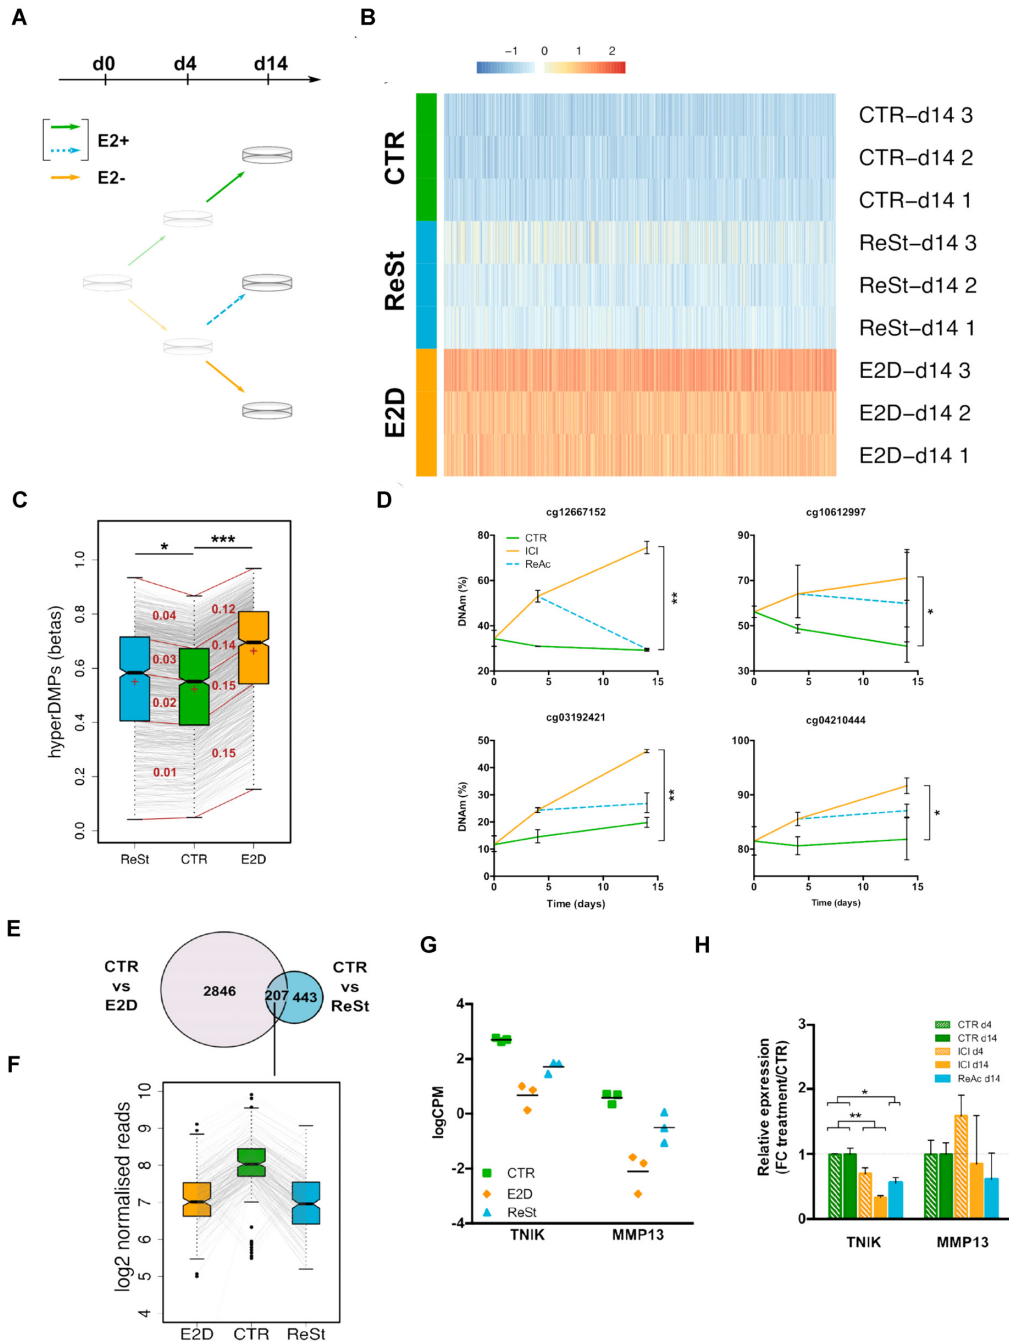 A
d0 d4 d14
E2+
E2-
B
-1 0 1 2
CTR
ReSt
E2D
CTR-d14 3
CTR-d14 2
CTR-d14 1
ReSt-d14 3
ReSt-d14 2
ReSt-d14 1
E2D-d14 3
E2D-d14 2
E2D-d14 1
C
hyperDMPs (betas)
1.0
0.8
0.6
0.4
0.2
0.0
* ***
0.04 0.12
0.03 0.14
0.02 0.15
0.01 0.15
ReSt CTR E2D
D
cg12667152
DNAm (%)
80
60
40
20
0 5 10 15
CTR
ICI
ReAc
**
cg10612997
90
70
50
30
0 5 10 15
*
cg03192421
DNAm (%)
50
40
30
20
10
0
0 5 10 15
Time (days)
**
cg04210444
100
90
80
0 5 10 15
Time (days)
*
E
CTR
vs
E2D
2846 207 443
CTR
vs
ReSt
F
log2 normalised reads
10
9
8
7
6
5
4
E2D CTR ReSt
G
logCPM
4
2
0
-2
-4
CTR
E2D
ReSt
TNIK MMP13
H
Relative epxression
(FC treatment/CTR)
3
2
1
0
CTR d4
CTR d14
ICI d4
ICI d14
ReAc d14
*
**
TNIK MMP13